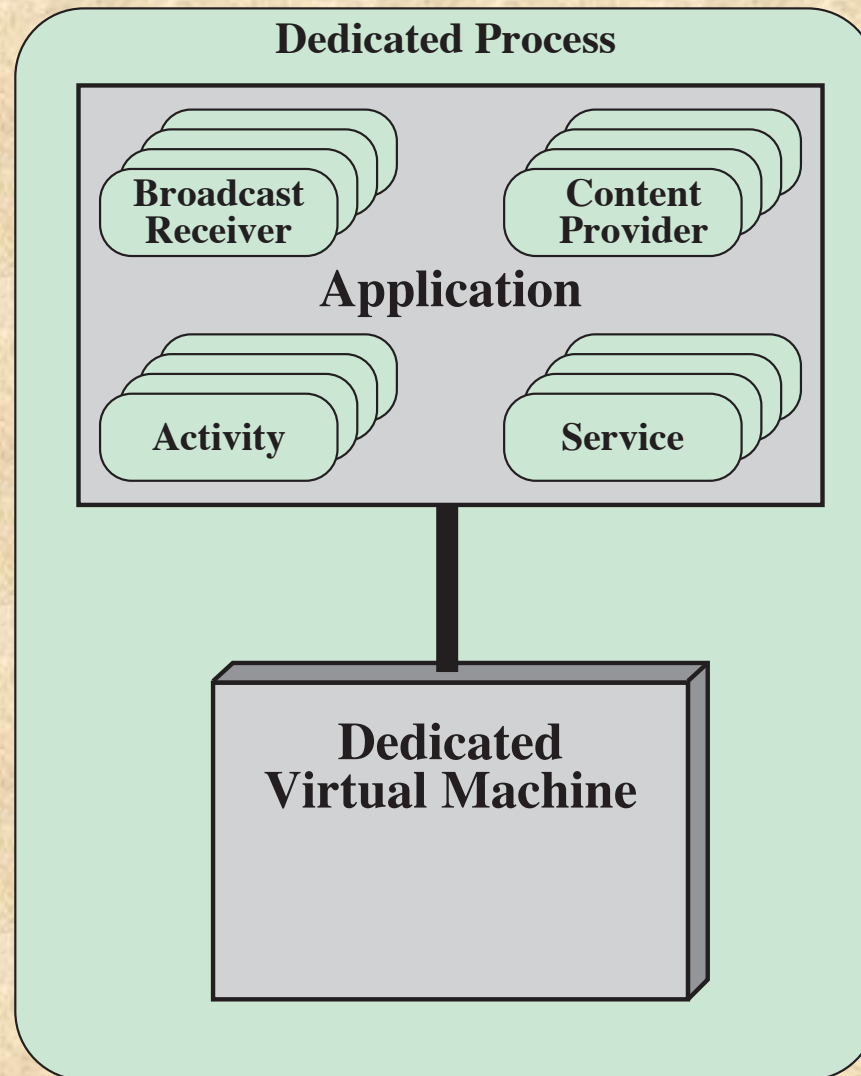 Dedicated Process
Broadcast
Receiver
Content
Provider
Application
Activity
Service
Dedicated
Virtual Machine